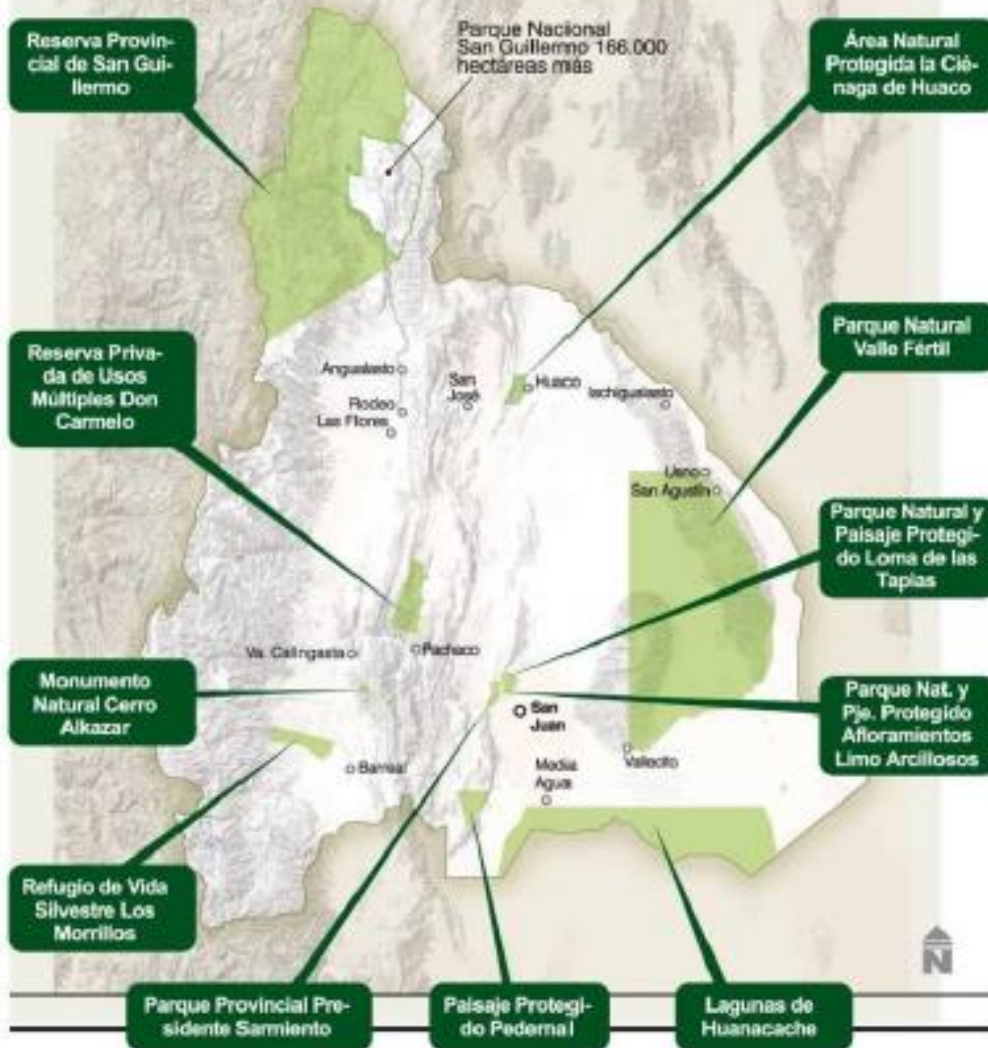 Reserva Provin-
cial de San Gui-
llermo
Parque Nacional
San Guillermo 166.000
hectáreas más
Área Natural
Protegida la Cié-
naga de Huaco
Parque Natural
Valle Fértil
Reserva Priva-
da de Usos
Múltiples Don
Carmelo
Angualasto
Rodeo
Las Flores
San
José
Huaco
Ischigualasto
Usno
San Agustín
Parque Natural y
Paisaje Protegi-
do Loma de las
Tapias
Va. Calingasta
Pachaco
Monumento
Natural Cerro
Alkazar
San
Juan
Parque Nat. y
Pje. Protegido
Afloramientos
Limo Arcillosos
Barreal
Media
Agua
Vallecito
Refugio de Vida
Silvestre Los
Morrillos
N
Parque Provincial Pre-
sidente Sarmiento
Paisaje Protegi-
do Pedernal
Lagunas de
Huanacache